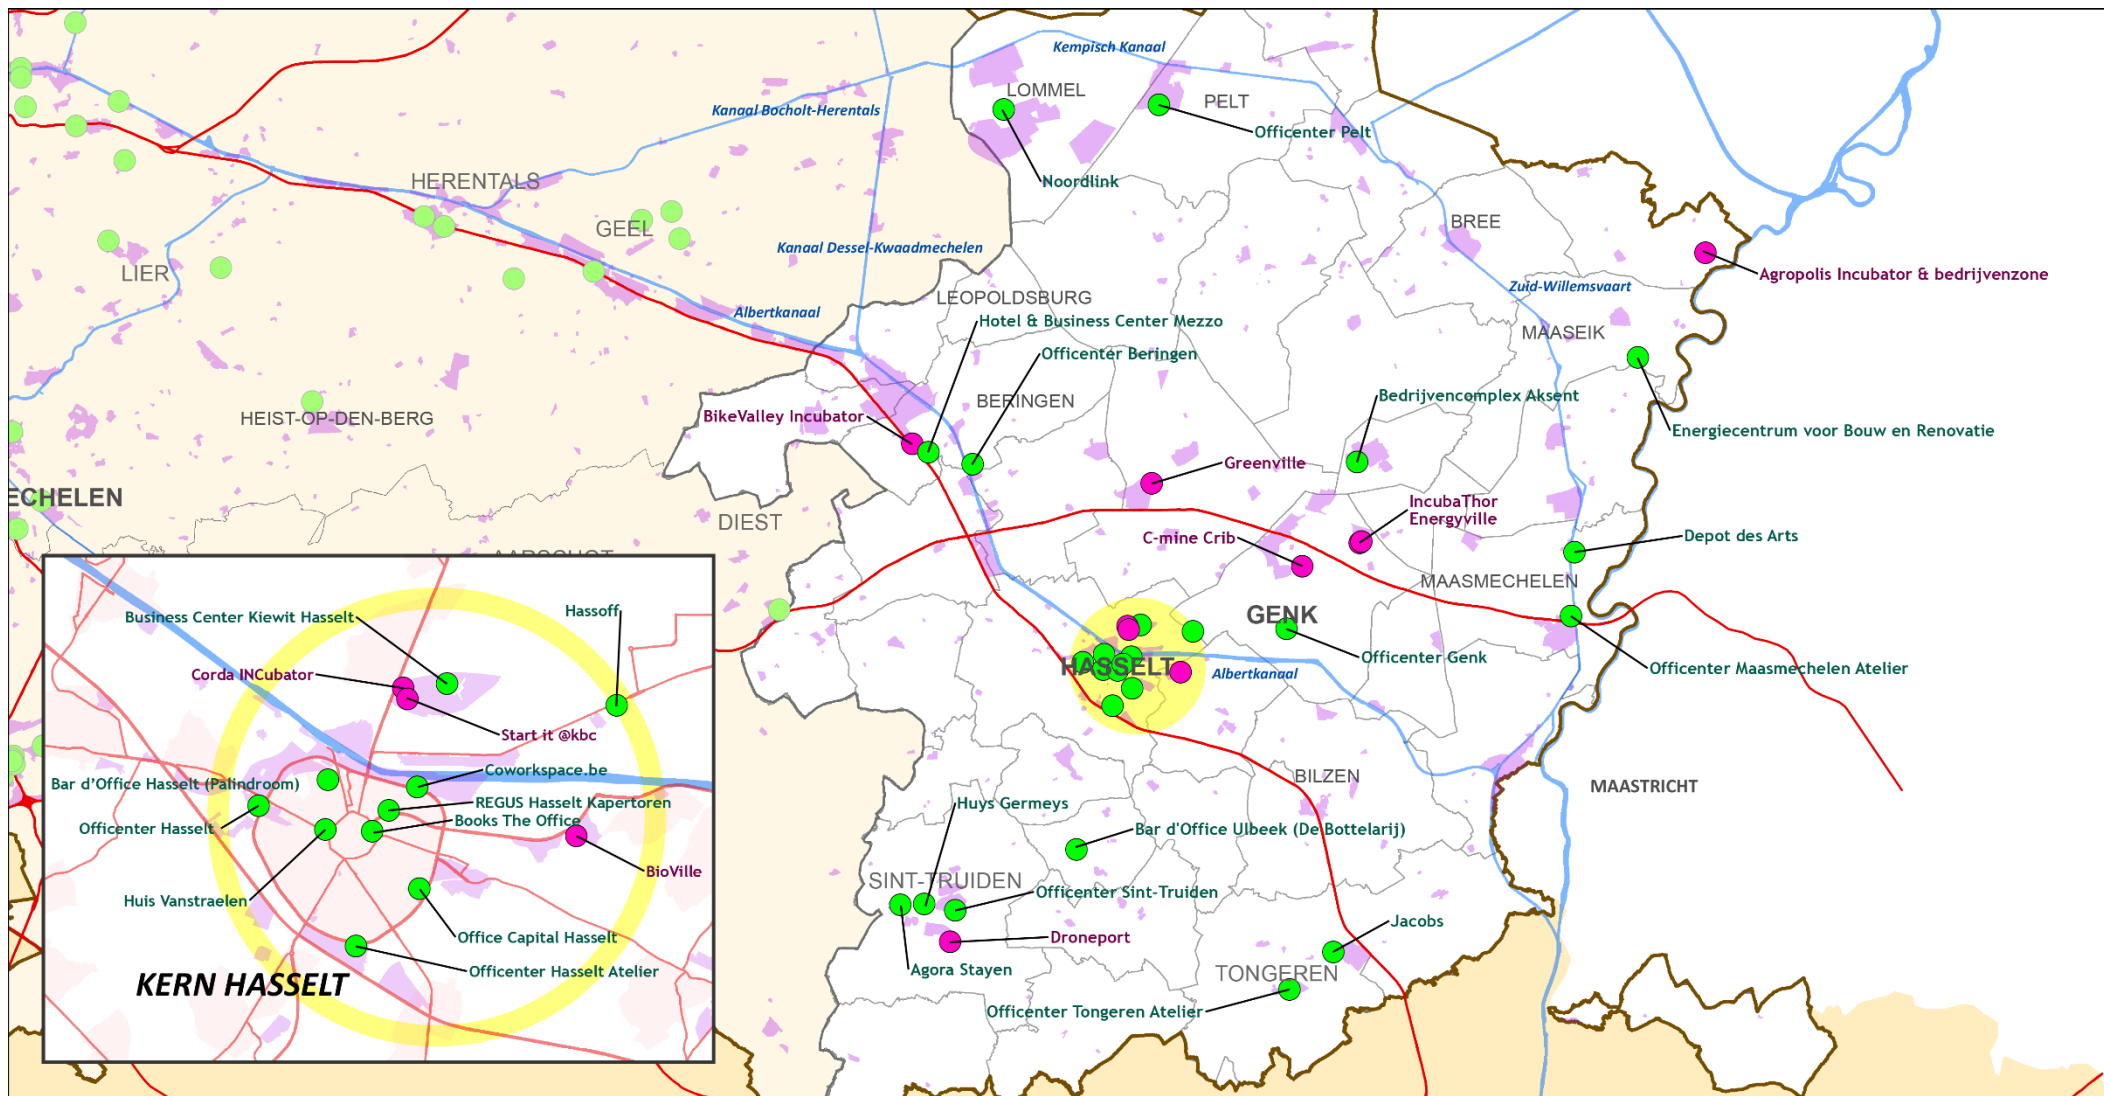 Kempisch Kanaal
LOMMEL
PELT
Kanaal Bocholt-Herentals
Officenter Pelt
HERENTALS
Noordlink
GEEL
BREE
Kanaal Dessel-Kwaadmechelen
LIER
Agropolis Incubator & bedrijvenzone
Zuid-Willemsvaart
LEOPOLDSBURG
Albertkanaal
Hotel & Business Center Mezzo
MAASEIK
Officenter Beringen
Bedrijvencomplex Aksent
BERINGEN
BikeValley Incubator
HEIST-OP-DEN-BERG
Energiecentrum voor Bouw en Renovatie
Greenville
ECHELEN
IncubaThor
Energyville
DIEST
C-mine Crib
Depot des Arts
AARSCHOT
MAASMECHELEN
GENK
Officenter Genk
HASSELT
Albertkanaal
Officenter Maasmechelen Atelier
BILZEN
MAASTRICHT
Huys Germeys
Bar d'Office Ulbeek (De Bottelarij)
SINT-TRUIDEN
Officenter Sint-Truiden
Jacobs
Droneport
Agora Stayen
TONGEREN
Officenter Tongeren Atelier
Hassoff
Business Center Kiewit Hasselt
Corda INCubator
Start it @kbc
Coworkspace.be
Bar d’Office Hasselt (Palindroom)
REGUS Hasselt Kapertoren
Books The Office
Officenter Hasselt
BioVille
Huis Vanstraelen
Office Capital Hasselt
Officenter Hasselt Atelier
KERN HASSELT